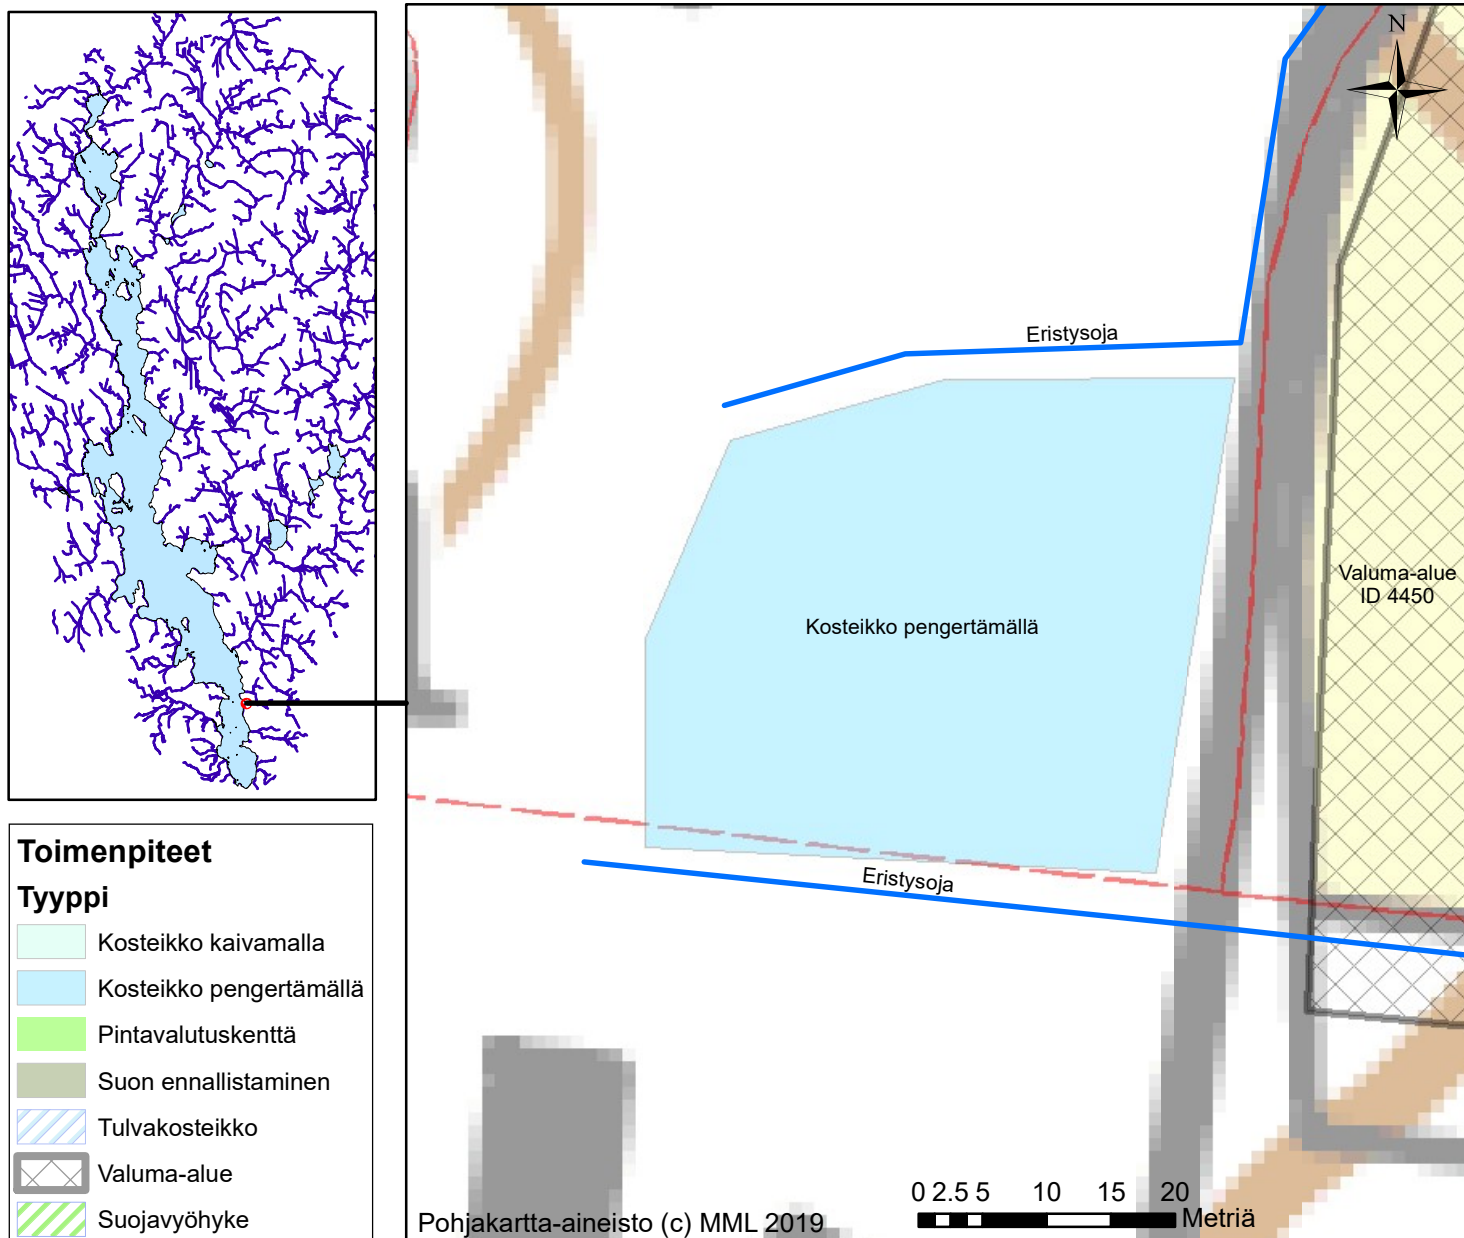 N
Eristysoja
Valuma-alue
ID 4450
Kosteikko pengertämällä
Eristysoja
Toimenpiteet
Tyyppi
Kosteikko kaivamalla
Kosteikko pengertämällä
Pintavalutuskenttä
Suon ennallistaminen
Tulvakosteikko
Valuma-alue
Suojavyöhyke
0 2.5 5 10 15 20
Metriä
Pohjakartta-aineisto (c) MML 2019